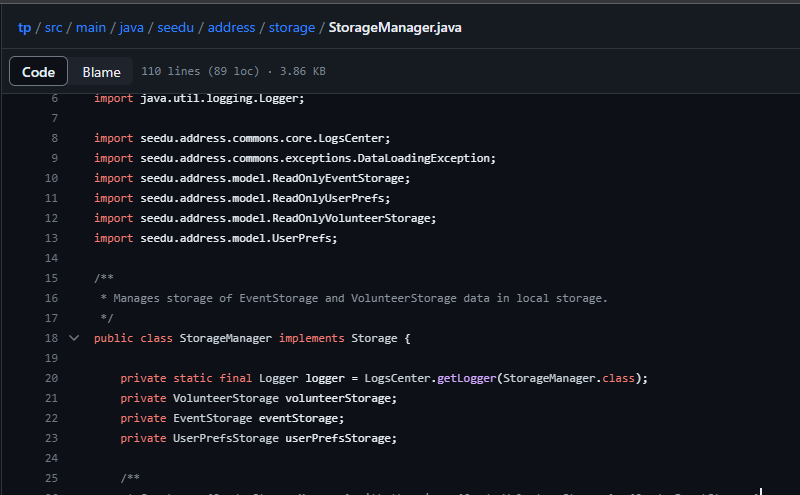 tp / src / main / java / seedu / address / storage / StorageManager.java
Code Blame 110 lines (89 loc) · 3.86 KB
6 import java.util.logging.Logger;
7
8 import seedu.address.commons.core.LogsCenter;
9 import seedu.address.commons.exceptions.DataLoadingException;
10 import seedu.address.model.ReadOnlyEventStorage;
11 import seedu.address.model.ReadOnlyUserPrefs;
12 import seedu.address.model.ReadOnlyVolunteerStorage;
13 import seedu.address.model.UserPrefs;
14
15 /**
16 * Manages storage of EventStorage and VolunteerStorage data in local storage.
17 */
18 public class StorageManager implements Storage {
19
20 private static final Logger logger = LogsCenter.getLogger(StorageManager.class);
21 private VolunteerStorage volunteerStorage;
22 private EventStorage eventStorage;
23 private UserPrefsStorage userPrefsStorage;
24
25 /**